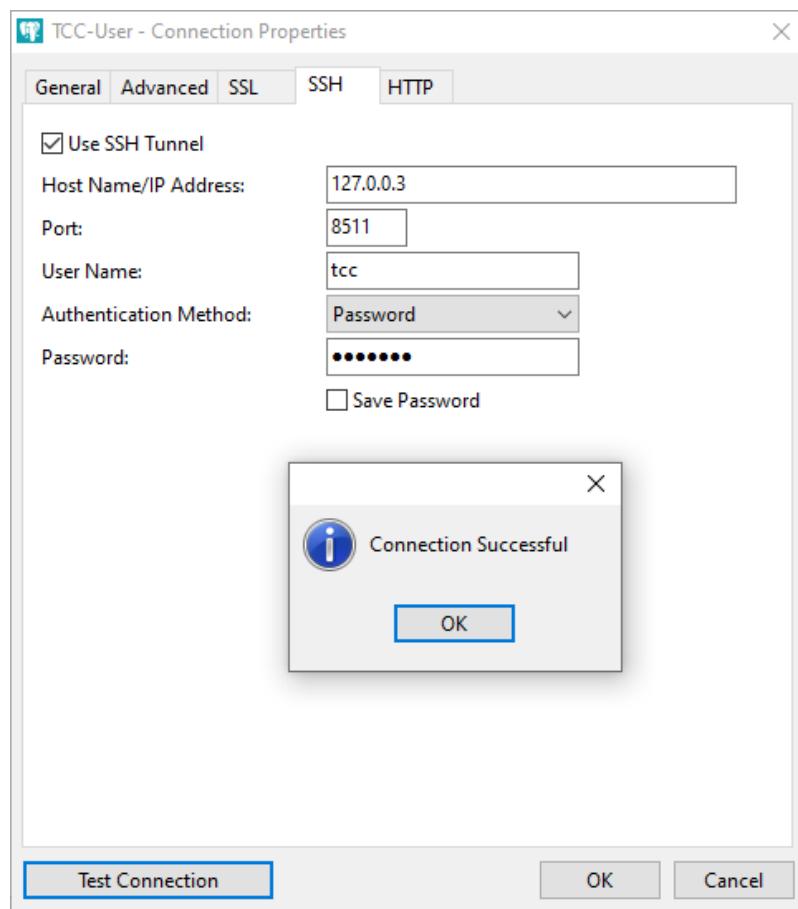 TCC-User - Connection Properties
General Advanced SSL SSH HTTP
Use SSH Tunnel
Host Name/IP Address: 127.0.0.3
Port: 8511
User Name: tcc
Authentication Method: Password
Password: •••••••
Save Password
Connection Successful
OK
Test Connection OK Cancel